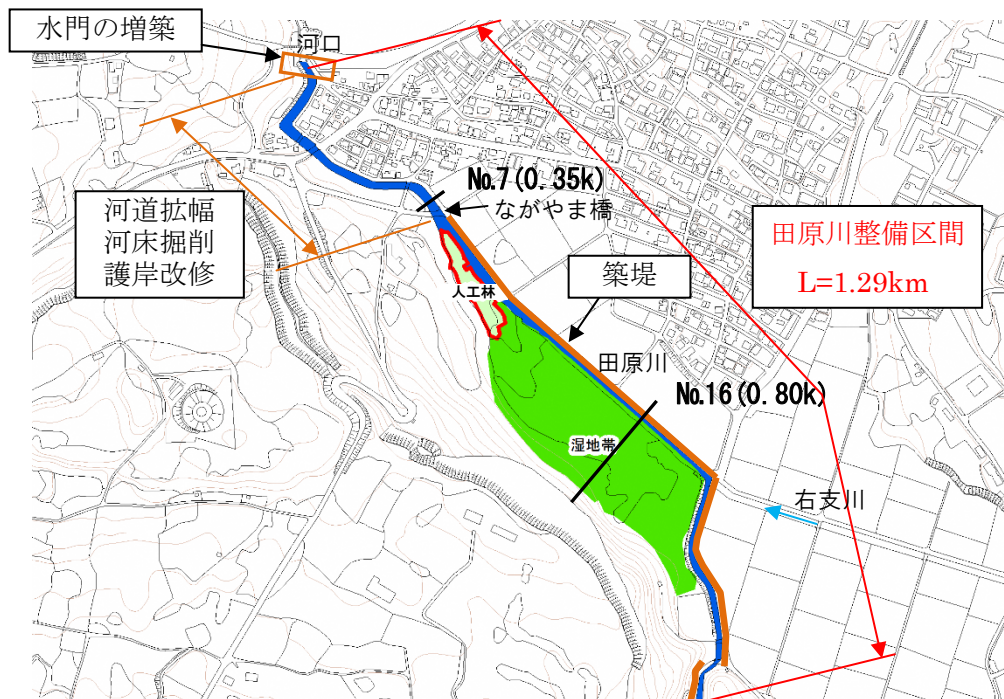 水門の増築
河口
No.7(0.35k)
ながやま橋
河道拡幅
河床掘削
護岸改修
田原川整備区間
L=1.29km
築堤
人工林
田原川
No.16(0.80k)
湿地帯
右支川